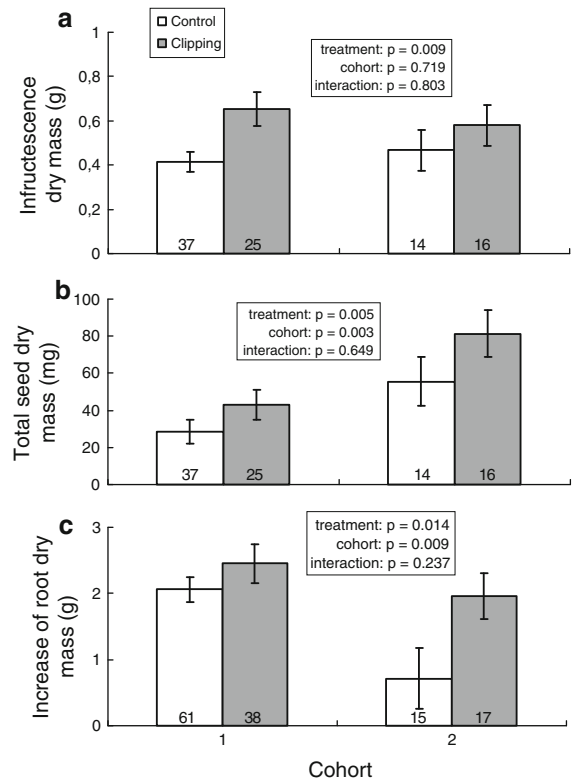 a
Control
Clipping
treatment: p = 0.009
cohort: p = 0.719
interaction: p = 0.803
Infructescence
dry mass (g)
1
0,8
0,6
0,4
0,2
0
37
25
14
16
b
treatment: p = 0.005
cohort: p = 0.003
interaction: p = 0.649
Total seed dry
mass (mg)
100
80
60
40
20
0
37
25
14
16
c
treatment: p = 0.014
cohort: p = 0.009
interaction: p = 0.237
Increase of root dry
mass (g)
3
2
1
0
61
38
15
17
1
2
Cohort